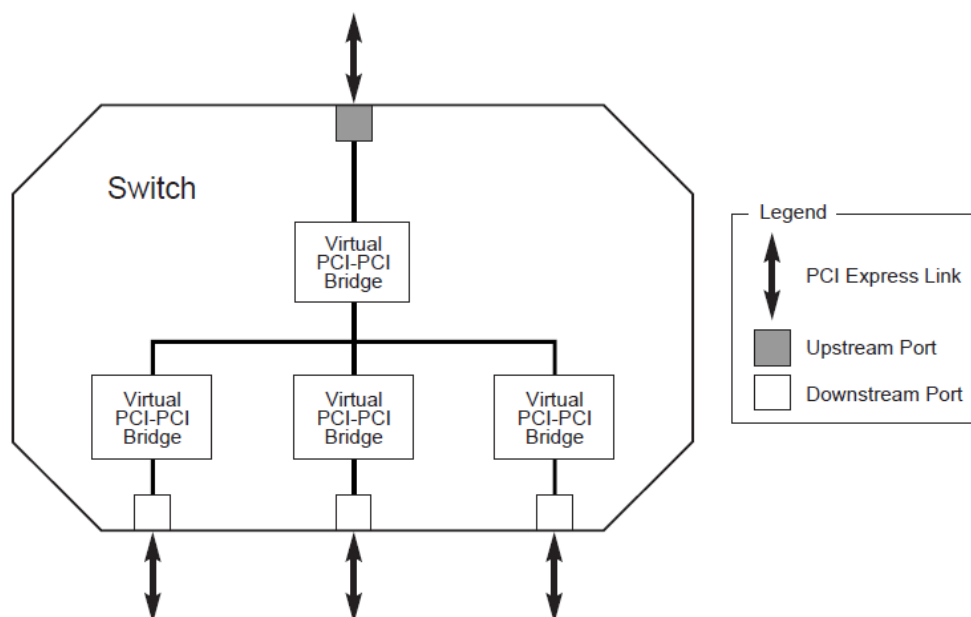 Switch
Virtual
PCI-PCI
Bridge
Virtual
PCI-PCI
Bridge
Virtual
PCI-PCI
Bridge
Virtual
PCI-PCI
Bridge
Legend
PCI Express Link
Upstream Port
Downstream Port